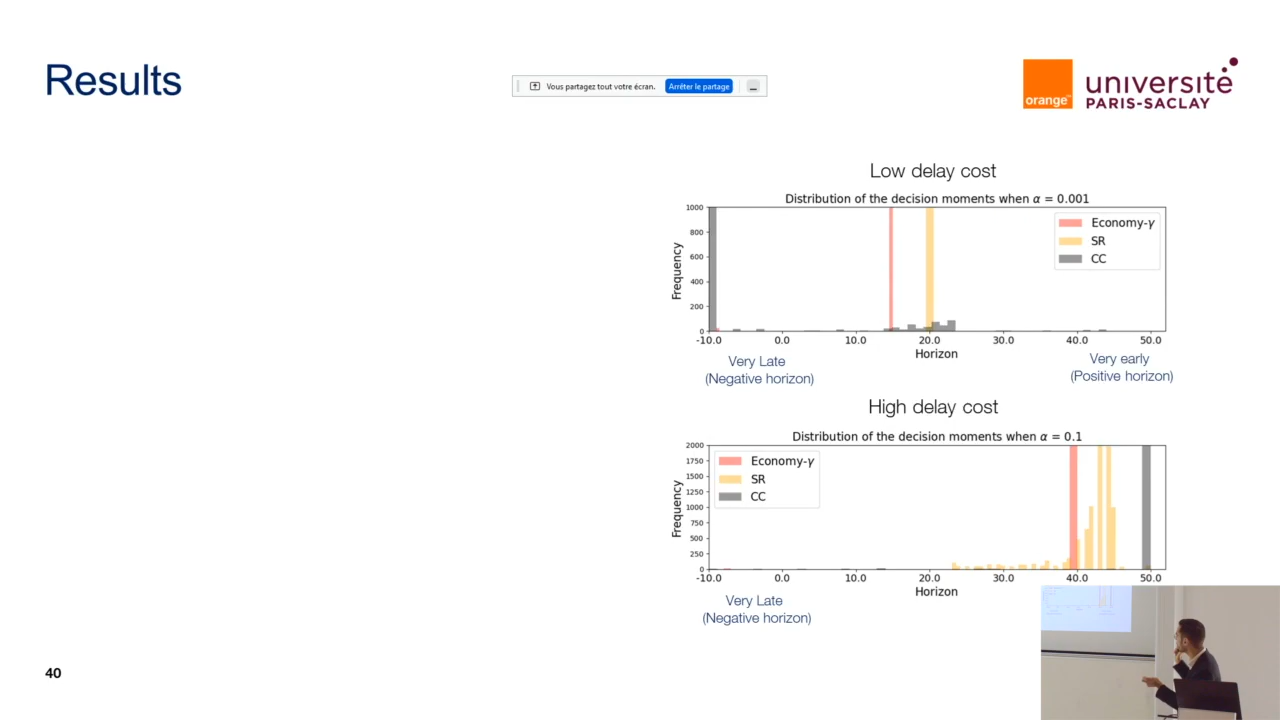 Results
Vous partagez tout votre écran.
Arrêter le partage
orange™
université
PARIS-SACLAY
Low delay cost
Distribution of the decision moments when α = 0.001
Frequency
1000
800
600
400
200
0
Economy-γ
SR
CC
-10.0 0.0 10.0 20.0 30.0 40.0 50.0
Horizon
Very Late
(Negative horizon)
Very early
(Positive horizon)
High delay cost
Distribution of the decision moments when α = 0.1
Frequency
2000
1750
1500
1250
1000
750
500
250
0
Economy-γ
SR
CC
-10.0 0.0 10.0 20.0 30.0 40.0 50.0
Horizon
Very Late
(Negative horizon)
40